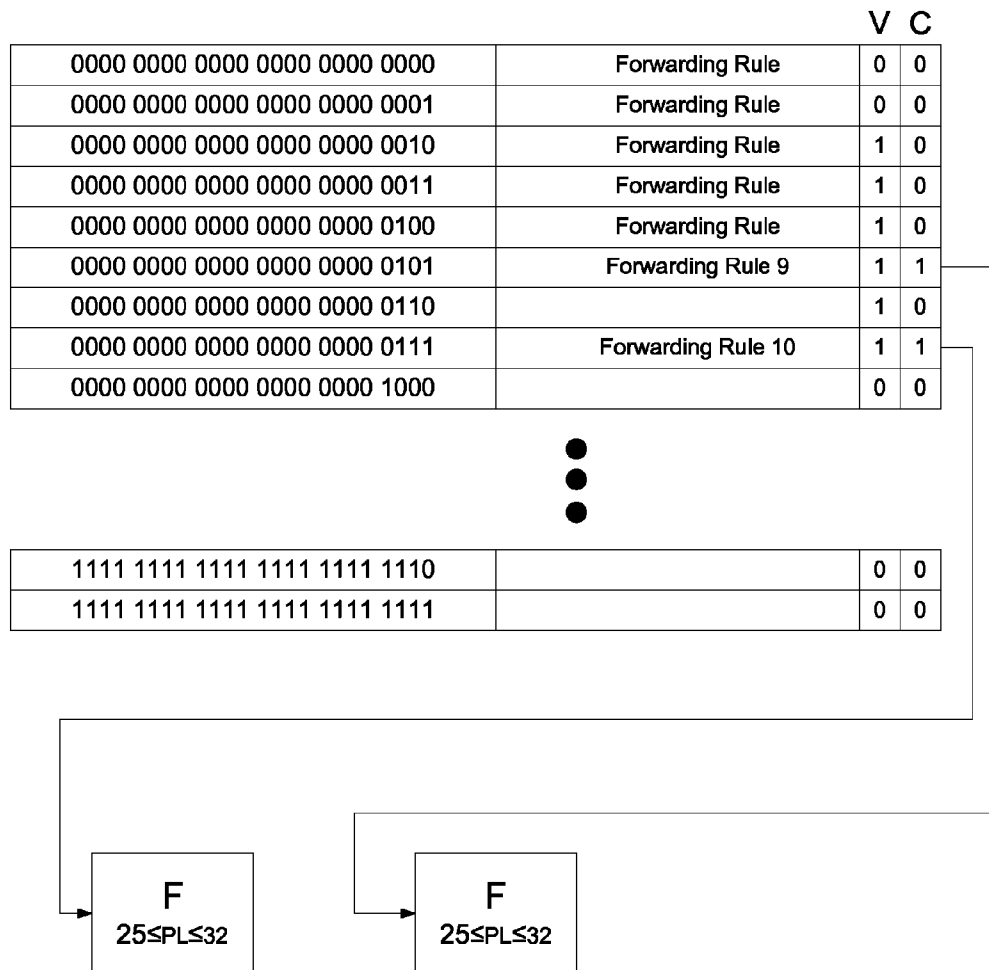 V C
0000 0000 0000 0000 0000 0000 Forwarding Rule 0 0
0000 0000 0000 0000 0000 0001 Forwarding Rule 0 0
0000 0000 0000 0000 0000 0010 Forwarding Rule 1 0
0000 0000 0000 0000 0000 0011 Forwarding Rule 1 0
0000 0000 0000 0000 0000 0100 Forwarding Rule 1 0
0000 0000 0000 0000 0000 0101 Forwarding Rule 9 1 1
0000 0000 0000 0000 0000 0110 1 0
0000 0000 0000 0000 0000 0111 Forwarding Rule 10 1 1
0000 0000 0000 0000 0000 1000 0 0
1111 1111 1111 1111 1111 1110 0 0
1111 1111 1111 1111 1111 1111 0 0
F
25≤PL≤32
F
25≤PL≤32